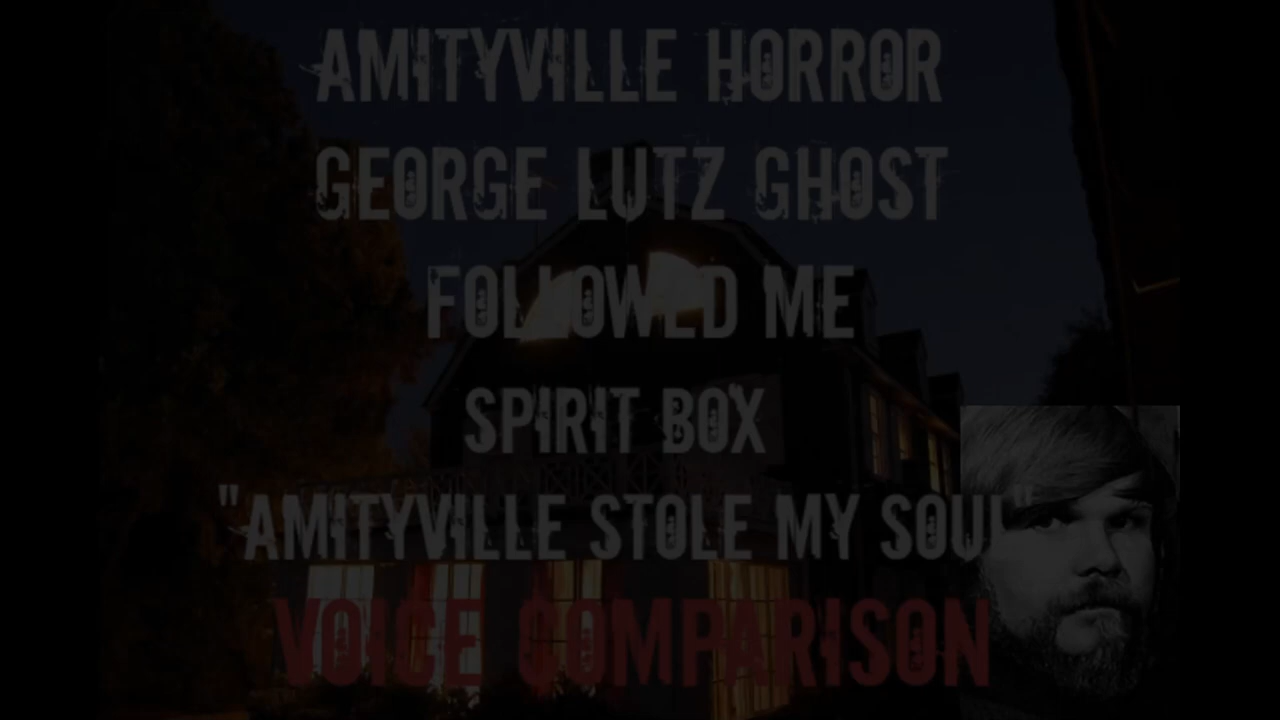 AMITYVILLE HORROR
GEORGE LUTZ GHOST
FOLLOWED ME
SPIRIT BOX
"AMITYVILLE STOLE MY SOUL"
VOICE COMPARISON